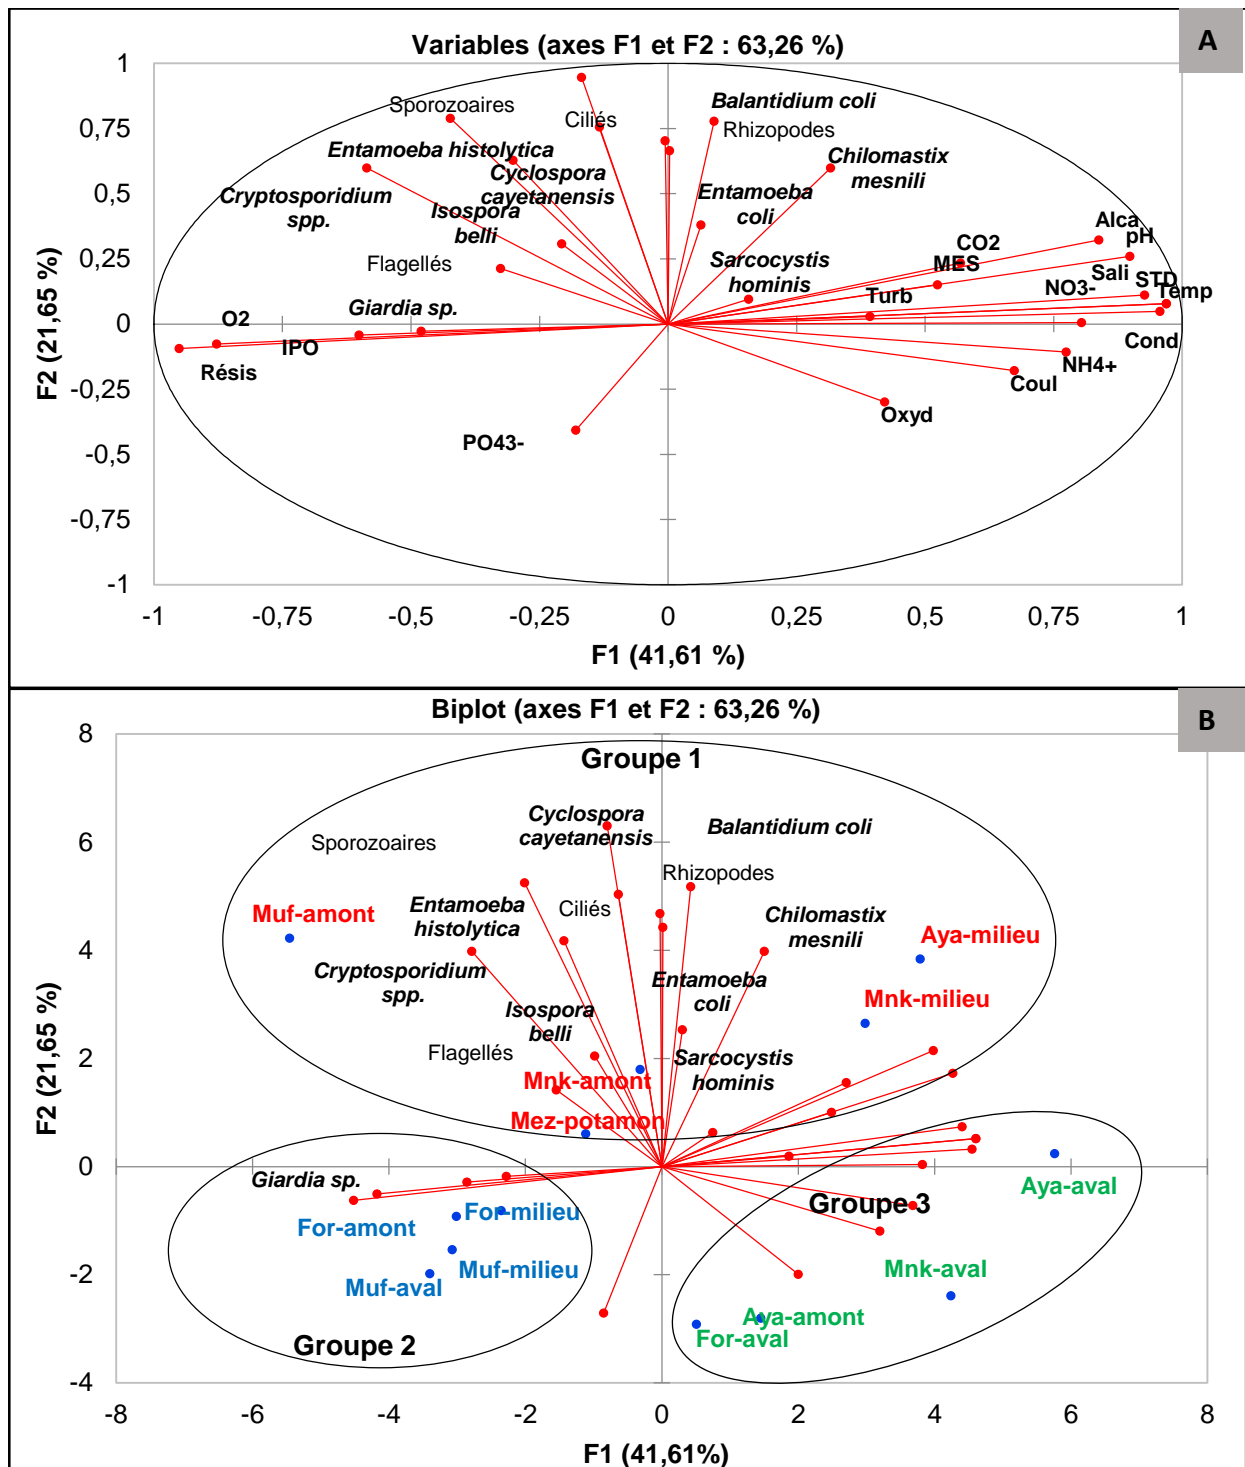 A
Variables (axes F1 et F2 : 63,26 %)
1
Sporozoaires
Ciliés
Balantidium coli
Rhizopodes
0,75
Entamoeba histolytica
Chilomastix
mesnili
Cyclospora
cayetanensis
Cryptosporidium
spp.
0,5
Isospora
belli
Entamoeba
coli
Flagellés
0,25
Sarcocystis
hominis
Alca
pH
CO2
MES
Sali
STD
NO3-
Temp
Turb
Giardia sp.
O2
0
IPO
Cond
Résis
NH4+
Coul
-0,25
Oxyd
PO43-
-0,5
-0,75
-1
F2 (21,65 %)
-1
-0,75
-0,5
-0,25
0
0,25
0,5
0,75
1
F1 (41,61 %)
B
Biplot (axes F1 et F2 : 63,26 %)
8
Groupe 1
Cyclospora
cayetanensis
Balantidium coli
Sporozoaires
6
Rhizopodes
Entamoeba
histolytica
Ciliés
Muf-amont
Chilomastix
mesnili
Aya-milieu
4
Cryptosporidium
spp.
Entamoeba
coli
Mnk-milieu
Isospora
belli
Flagellés
2
Mnk-amont
Sarcocystis
hominis
Mez-potamon
0
Giardia sp.
Aya-aval
For-amont
For-milieu
Groupe 3
Muf-aval
Muf-milieu
Mnk-aval
-2
Groupe 2
Aya-amont
For-aval
-4
F2 (21,65 %)
-8
-6
-4
-2
0
2
4
6
8
F1 (41,61%)